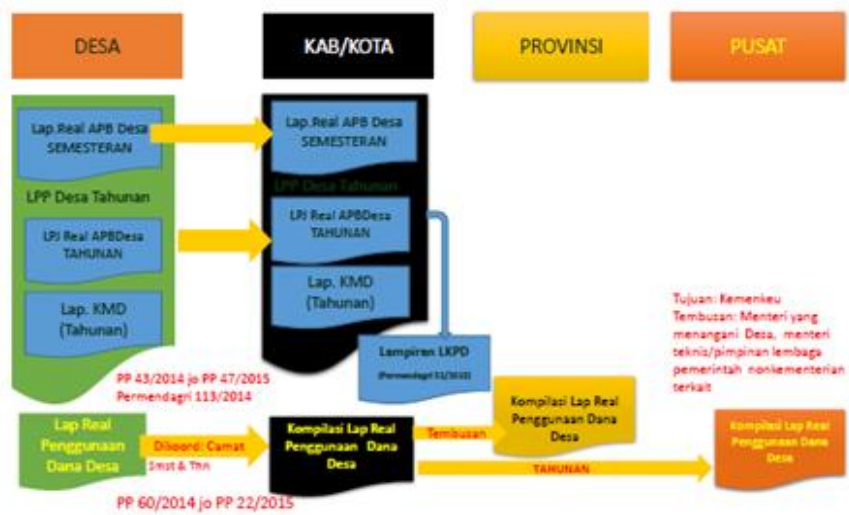 DESA
KAB/KOTA
PROVINSI
PUSAT
Lap.Real APB Desa
SEMESTERAN
LPP Desa Tahunan
LPJ Real APBDesa
TAHUNAN
Lap. KMD
(Tahunan)
Lap.Real APB Desa
SEMESTERAN
LPP Desa Tahunan
LPJ Real APBDesa
TAHUNAN
Lap. KMD
(Tahunan)
Lampiran LKPD
(Permendagri
Tujuan: Kemenkeu
Tembusan: Menteri yang
menangani Desa, menteri
teknis/pimpinan lembaga
pemerintah nonkementerian
terkait
PP 43/2014 jo PP 47/2015
Permendagri 113/2014
Lap Real
Penggunaan
Dana Desa
Dikoord: Camat
Smst & Thn
Kompilasi Lap Real
Penggunaan Dana
Desa
Tembusan
Kompilasi Lap Real
Penggunaan Dana
Desa
TAHUNAN
Kompilasi Lap Real
Penggunaan Dana
Desa
PP 60/2014 jo PP 22/2015